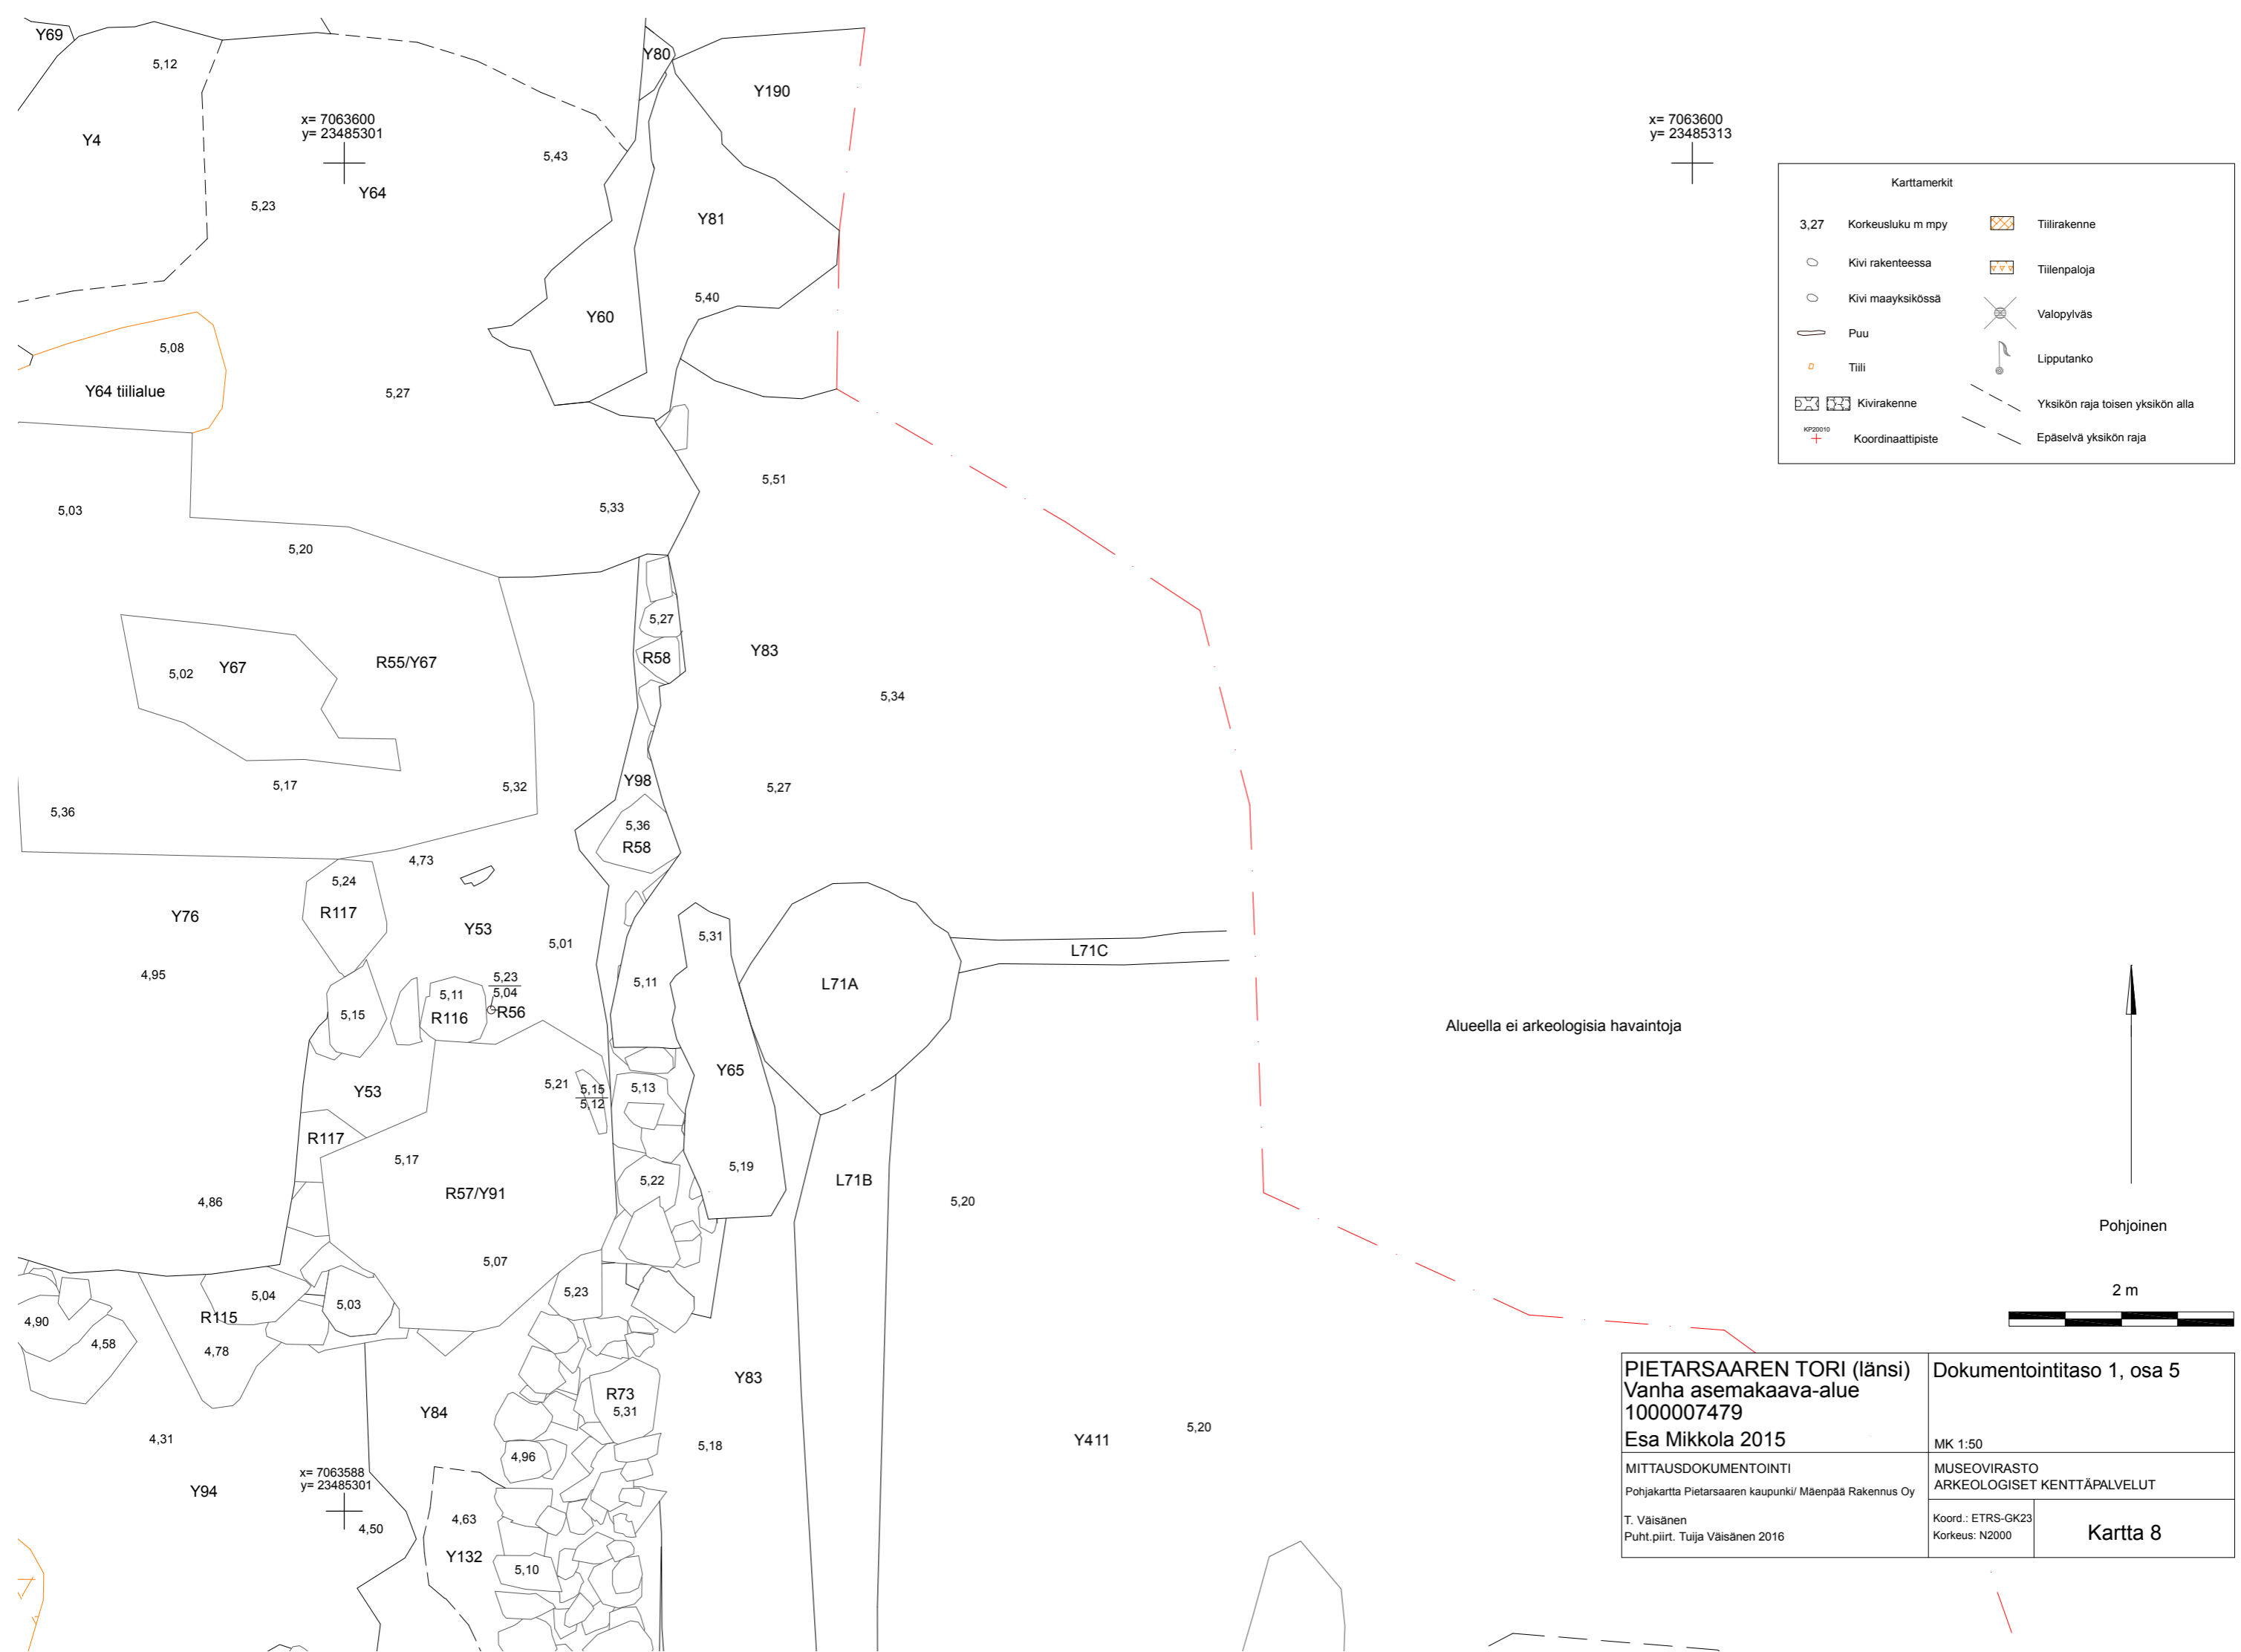 Y69
5,12
Y4
x= 7063600
y= 23485301
Y64
5,23
5,43
Y80
Y190
Y81
5,40
Y60
5,08
Y64 tiilialue
5,27
5,03
5,20
5,33
5,51
x= 7063600
y= 23485313
Karttamerkit
3,27 Korkeusluku m mpy
Kivi rakenteessa
Kivi maayksikössä
Puu
Tiili
Kivirakenne
KP20010
Koordinaattipiste
Tiilirakenne
Tiilenpaloja
Valopylväs
Lipputanko
Yksikön raja toisen yksikön alla
Epäselvä yksikön raja
5,27
R58
Y83
5,02
Y67
R55/Y67
5,34
5,17
5,32
5,36
Y98
5,27
5,36
R58
4,73
5,24
R117
Y76
Y53
5,01
4,95
5,31
5,11
L71A
L71C
5,23
5,04
R56
5,11
R116
5,15
Alueella ei arkeologisia havaintoja
Y65
5,21
5,15
5,12
5,13
Y53
R117
5,17
5,19
5,22
L71B
R57/Y91
4,86
5,20
5,07
Pohjoinen
2 m
5,04
5,03
5,23
R115
4,90
4,58
4,78
Y83
R73
5,31
Y84
4,31
4,96
5,18
Y411
5,20
x= 7063588
y= 23485301
Y94
4,50
4,63
Y132
5,10
PIETARSAAREN TORI (länsi)
Vanha asemakaava-alue
1000007479
Esa Mikkola 2015
Dokumentointitaso 1, osa 5
MK 1:50
MITTAUSDOKUMENTOINTI
Pohjakartta Pietarsaaren kaupunki/ Mäenpää Rakennus Oy
T. Väisänen
Puht.piirt. Tuija Väisänen 2016
MUSEOVIRASTO
ARKEOLOGISET KENTTÄPALVELUT
Koord.: ETRS-GK23
Korkeus: N2000
Kartta 8